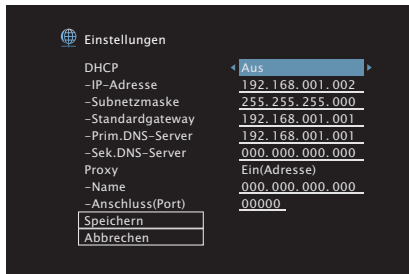 Einstellungen
DHCP Aus
–IP-Adresse 192.168.001.002
–Subnetzmaske 255.255.255.000
–Standardgateway 192.168.001.001
–Prim.DNS-Server 192.168.001.001
–Sek.DNS-Server 000.000.000.000
Proxy Ein(Adresse)
–Name 000.000.000.000
–Anschluss(Port) 00000
Speichern
Abbrechen